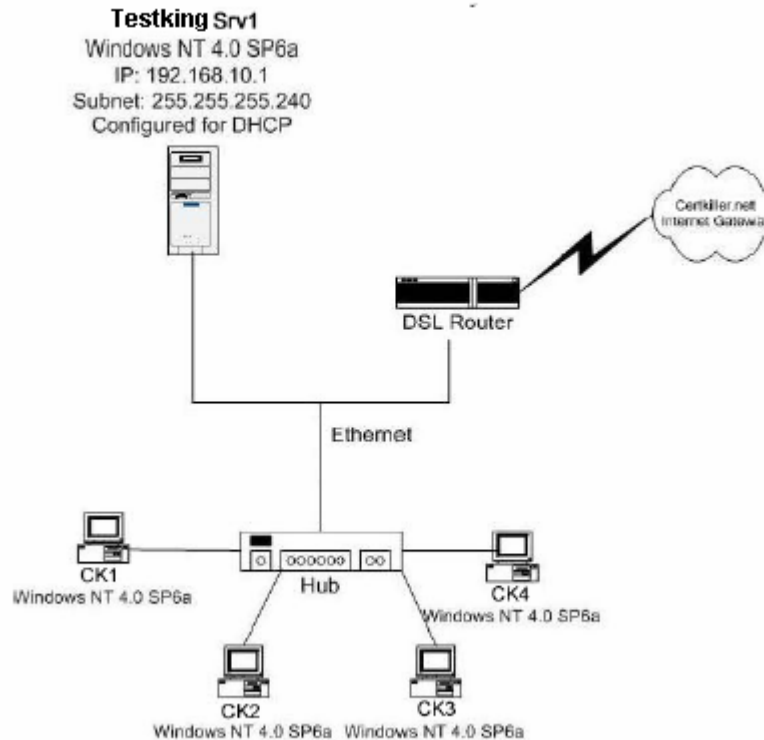 Testking Srv1
Windows NT 4.0 SP6a
IP: 192.168.10.1
Subnet: 255.255.255.240
Configured for DHCP
Certkiller.net
Internet Gatewa
DSL Router
Ethernet
CK1
Windows NT 4.0 SP6a
Hub
CK4
Windows NT 4.0 SP6a
CK2
Windows NT 4.0 SP6a
CK3
Windows NT 4.0 SP6a